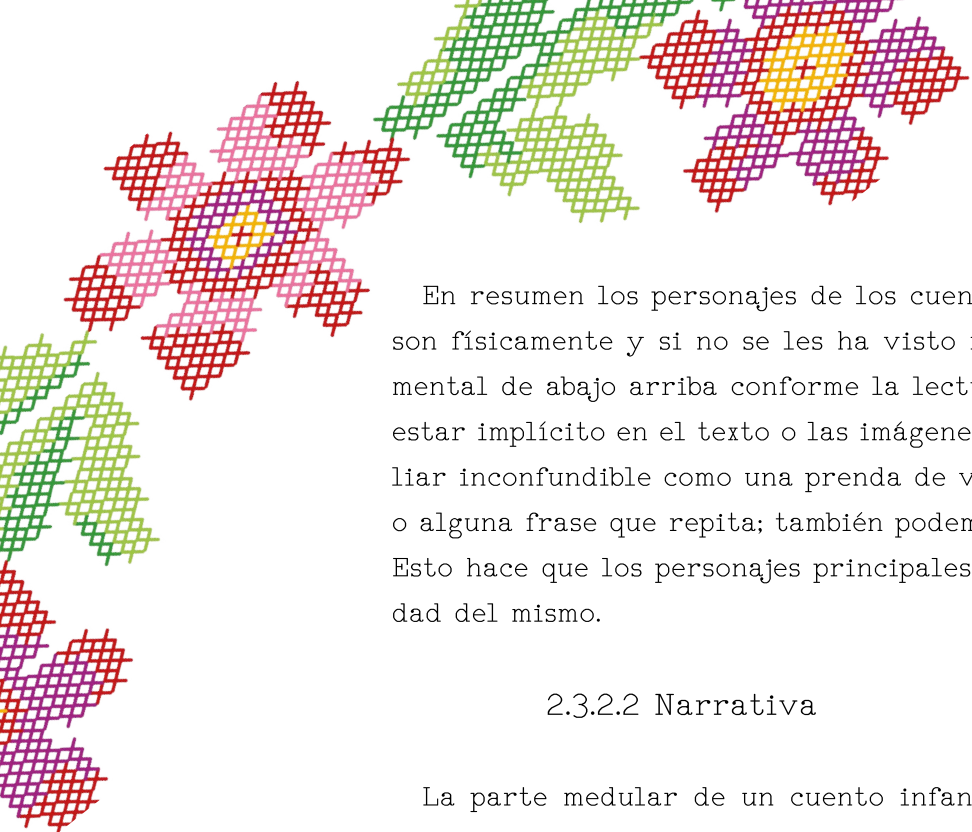 En resumen los personajes de los cuen
son físicamente y si no se les ha visto
mental de abajo arriba conforme la lect
estar implícito en el texto o las imágene
liar inconfundible como una prenda de v
o alguna frase que repita; también podem
Esto hace que los personajes principales
dad del mismo.
2.3.2.2 Narrativa
La parte medular de un cuento infan